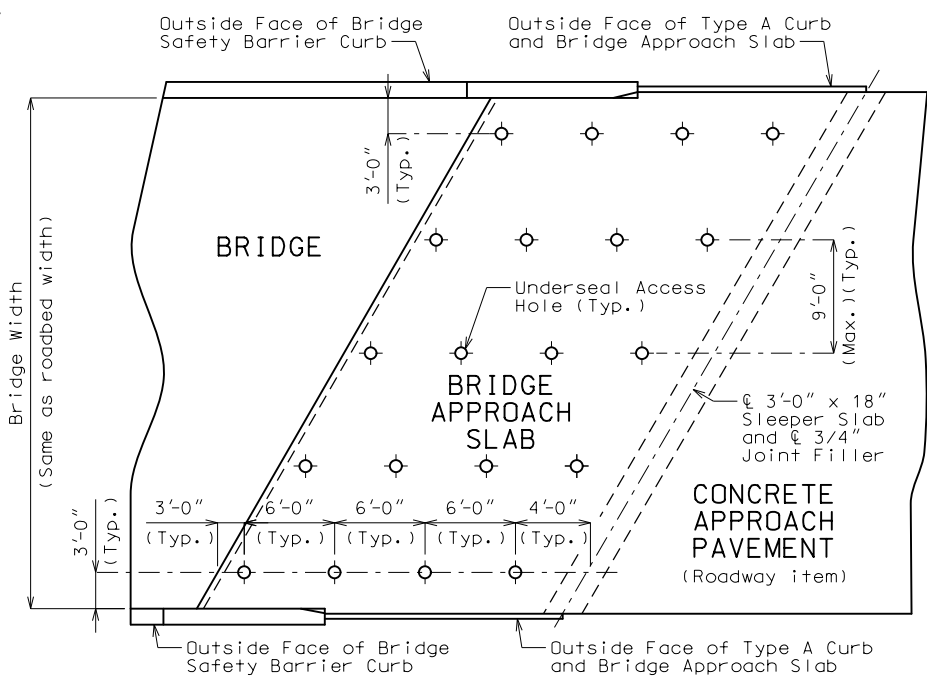 Outside Face of Bridge
Safety Barrier Curb
Outside Face of Type A Curb
and Bridge Approach Slab
3'-0"
(Typ.)
BRIDGE
Bridge Width
(Same as roadbed width)
Underseal Access
Hole (Typ.)
9'-0"
(Max.)(Typ.)
BRIDGE
APPROACH
SLAB
℄ 3'-0" x 18"
Sleeper Slab
and ℄ 3/4"
Joint Filler
3'-0"
(Typ.)
3'-0"
(Typ.)
6'-0"
(Typ.)
6'-0"
(Typ.)
6'-0"
(Typ.)
4'-0"
(Typ.)
CONCRETE
APPROACH
PAVEMENT
(Roadway item)
Outside Face of Bridge
Safety Barrier Curb
Outside Face of Type A Curb
and Bridge Approach Slab